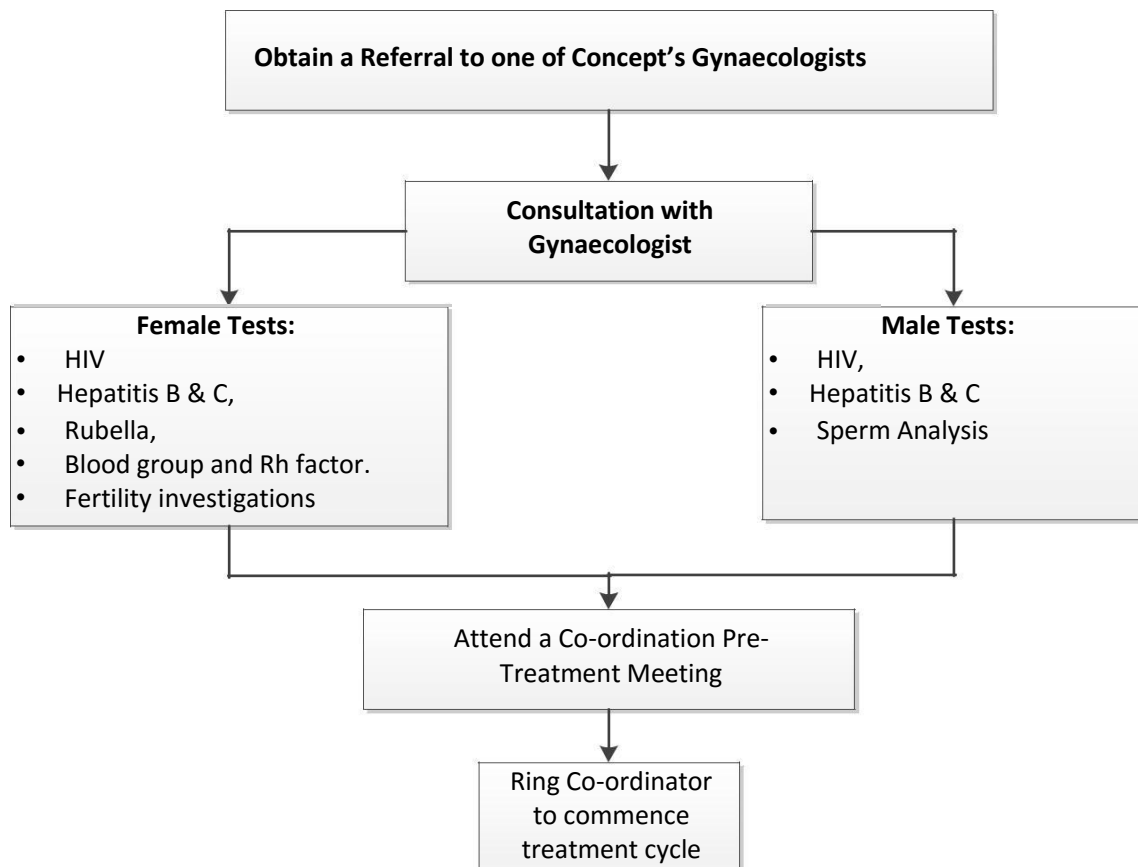 Obtain a Referral to one of Concept's Gynaecologists
Consultation with
Gynaecologist
Female Tests:
• HIV
• Hepatitis B & C,
• Rubella,
• Blood group and Rh factor.
• Fertility investigations
Male Tests:
• HIV,
• Hepatitis B & C
• Sperm Analysis
Attend a Co-ordination Pre-
Treatment Meeting
Ring Co-ordinator
to commence
treatment cycle